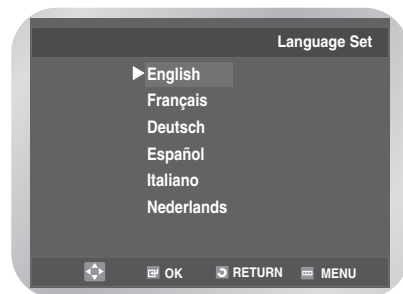 Language Set
English
Français
Deutsch
Español
Italiano
Nederlands
OK RETURN MENU